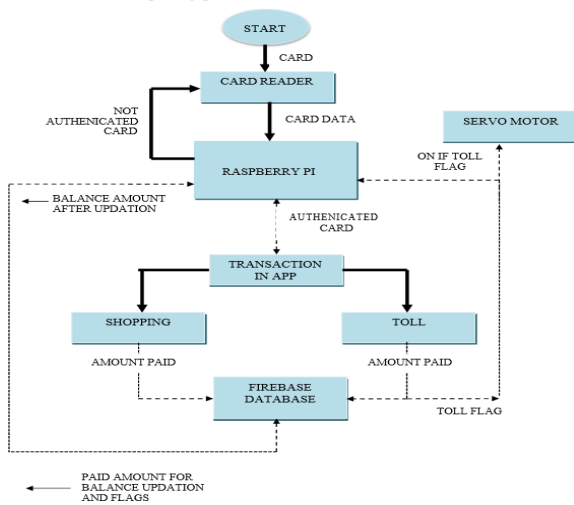 START
CARD
CARD READER
NOT
AUTHENICATED
CARD
CARD DATA
SERVO MOTOR
RASPBERRY PI
ON IF TOLL
FLAG
BALANCE AMOUNT
AFTER UPDATION
AUTHENICATED
CARD
TRANSACTION
IN APP
SHOPPING
TOLL
AMOUNT PAID
AMOUNT PAID
FIREBASE
DATABASE
TOLL FLAG
PAID AMOUNT FOR
BALANCE UPDATION
AND FLAGS